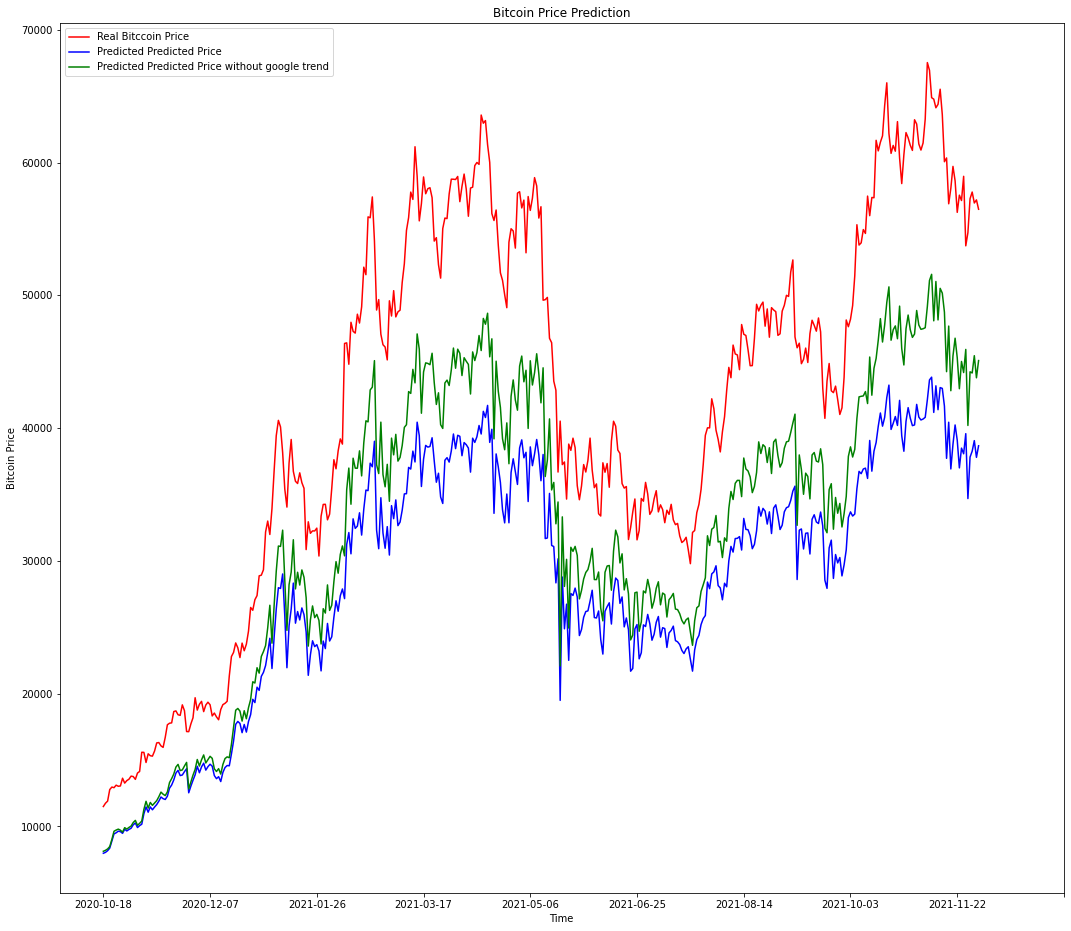 Bitcoin Price Prediction
Real Bitccoin Price
Predicted Predicted Price
Predicted Predicted Price without google trend
Bitcoin Price
70000
60000
50000
40000
30000
20000
10000
2020-10-18 2020-12-07 2021-01-26 2021-03-17 2021-05-06 2021-06-25 2021-08-14 2021-10-03 2021-11-22
Time